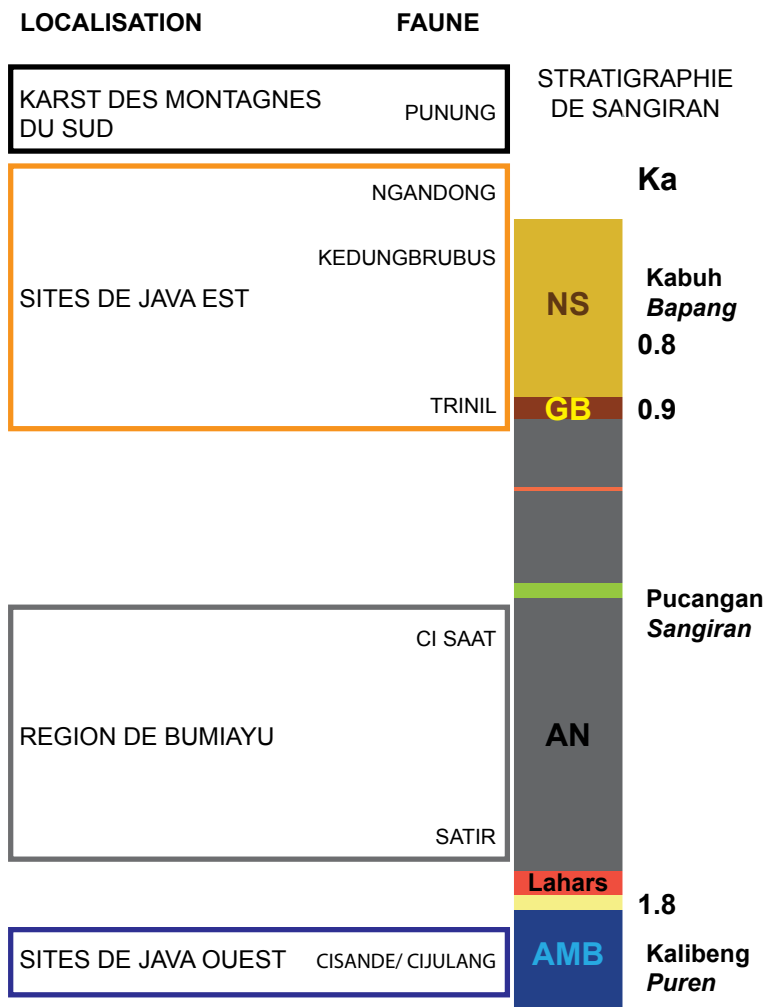 LOCALISATION FAUNE
STRATIGRAPHIE
DE SANGIRAN
KARST DES MONTAGNES
DU SUD
PUNUNG
Ka
NGANDONG
KEDUNGBRUBUS
SITES DE JAVA EST
NS
Kabuh
Bapang
0.8
TRINIL
GB
0.9
Pucangan
Sangiran
CI SAAT
REGION DE BUMIAYU
AN
SATIR
Lahars
1.8
SITES DE JAVA OUEST
CISANDE/ CIJULANG
AMB
Kalibeng
Puren